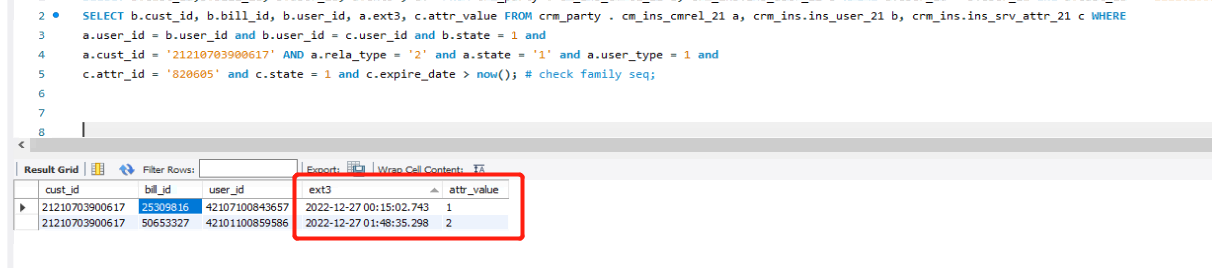 2 SELECT b.cust_id, b.bill_id, b.user_id, a.ext3, c.attr_value FROM crm_party . cm_ins_cmrel_21 a, crm_ins.ins_user_21 b, crm_ins.ins_srv_attr_21 c WHERE
3 a.user_id = b.user_id and b.user_id = c.user_id and b.state = 1 and
4 a.cust_id = '21210703900617' AND a.rela_type = '2' and a.state = '1' and a.user_type = 1 and
5 c.attr_id = '820605' and c.state = 1 and c.expire_date > now(); # check family seq;
6
7
8
Result Grid Filter Rows: Export: Wrap Cell Content: IA
cust_id bill_id user_id ext3 attr_value
21210703900617 25309816 42107100843657 2022-12-27 00:15:02.743 1
21210703900617 50653327 42101100859586 2022-12-27 01:48:35.298 2